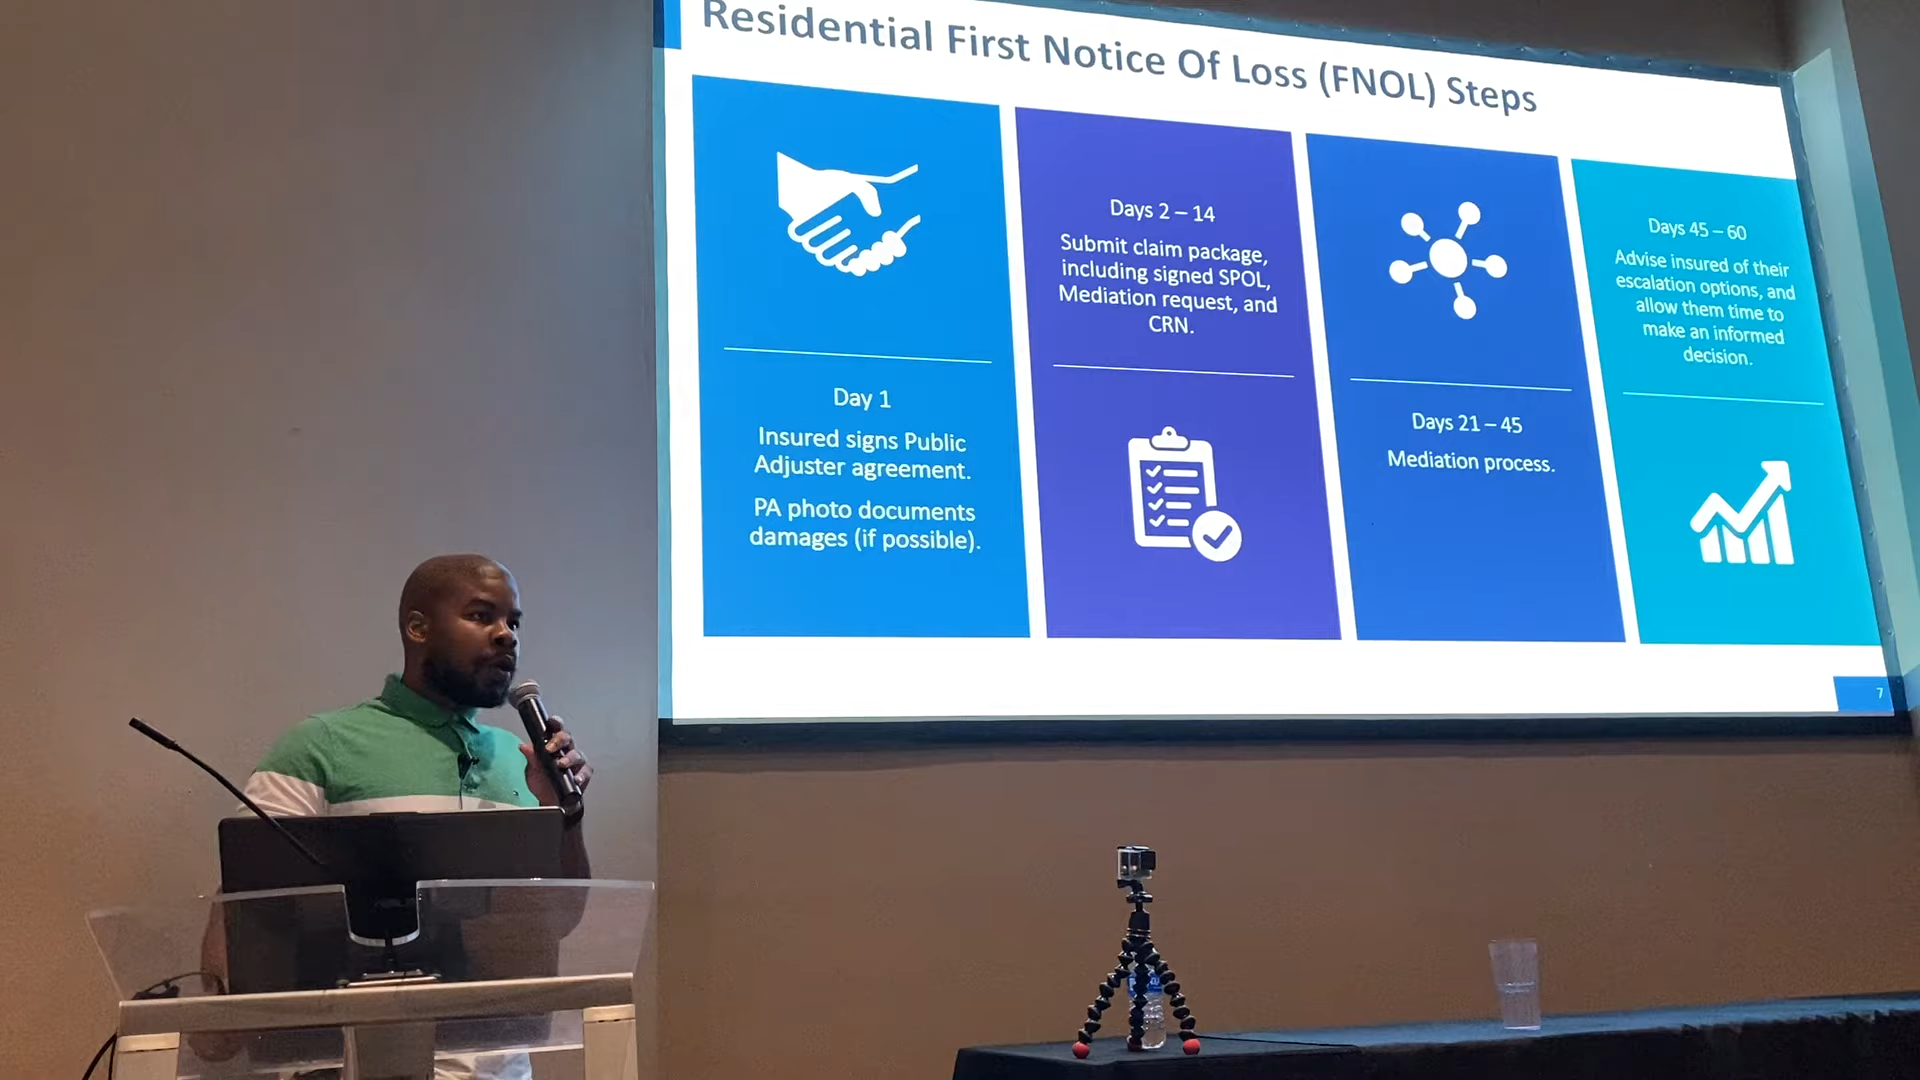 Residential First Notice Of Loss (FNOL) Steps
Day 1
Insured signs Public
Adjuster agreement.
PA photo documents
damages (if possible).
Days 2 – 14
Submit claim package,
including signed SPOL,
Mediation request, and
CRN.
Days 21 – 45
Mediation process.
Days 45 – 60
Advise insured of their
escalation options, and
allow them time to
make an informed
decision.
7